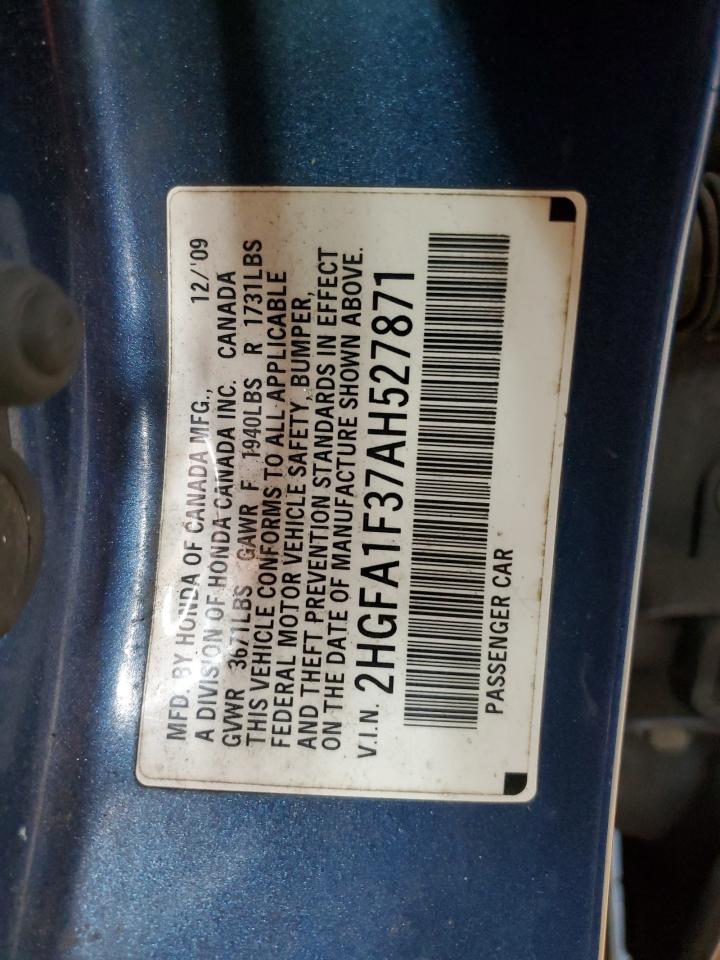 MFD. BY HONDA OF CANADA MFG., 12/'09
A DIVISION OF HONDA CANADA INC. CANADA
GVWR 3671LBS GAWR F 1940LBS R 1731LBS
THIS VEHICLE CONFORMS TO ALL APPLICABLE
FEDERAL MOTOR VEHICLE SAFETY, BUMPER,
AND THEFT PREVENTION STANDARDS IN EFFECT
ON THE DATE OF MANUFACTURE SHOWN ABOVE.
V.I.N. 2HGFA1F37AH527871
PASSENGER CAR